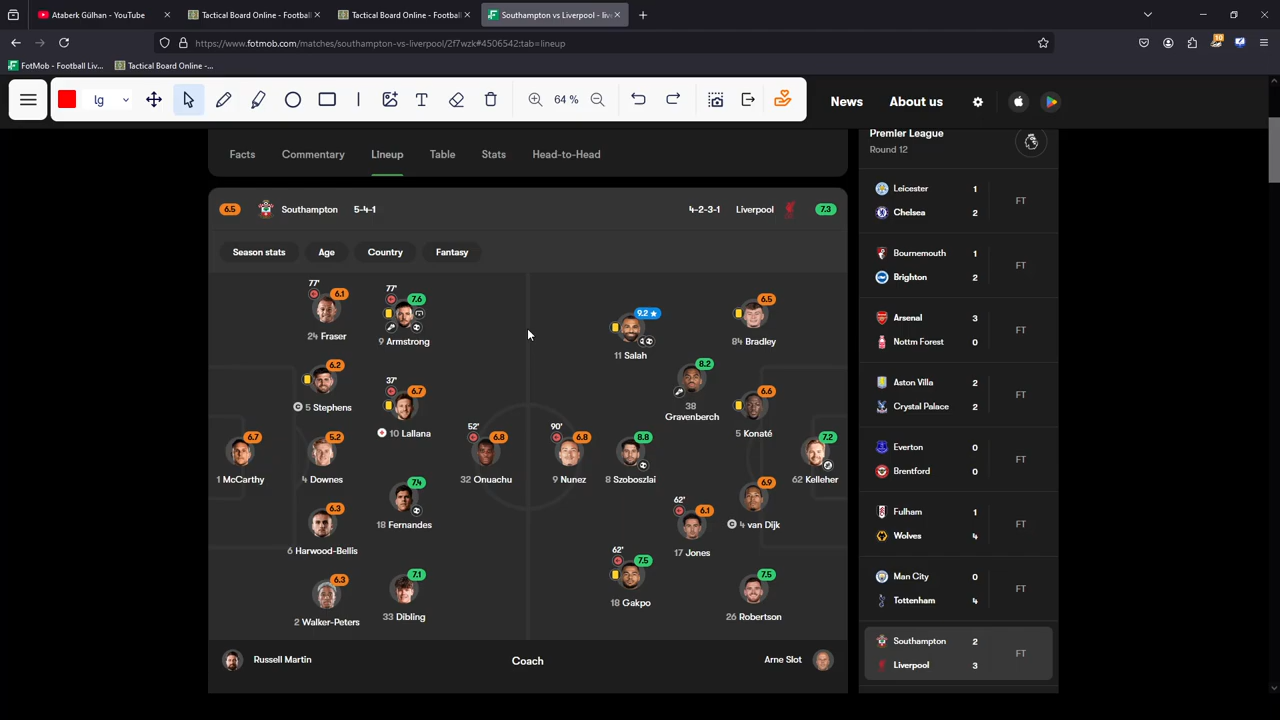 Ataberk Gülhan - YouTube
Tactical Board Online - Footbal
Tactical Board Online - Footbal
Southampton vs Liverpool - live
https://www.fotmob.com/matches/southampton-vs-liverpool/2f7wzk#4506542:tab=lineup
10
FotMob - Football Liv...
Tactical Board Online -...
lg
T
64 %
News
About us
Facts
Commentary
Lineup
Table
Stats
Head-to-Head
6.5
Southampton
5-4-1
4-2-3-1
Liverpool
7.3
Season stats
Age
Country
Fantasy
77'
6.1
24 Fraser
77'
7.6
9 Armstrong
9.2
11 Salah
6.5
84 Bradley
6.2
C 5 Stephens
37'
6.7
10 Lallana
8.2
38
Gravenberch
6.6
5 Konaté
6.7
1 McCarthy
5.2
4 Downes
52'
6.8
32 Onuachu
90'
6.8
9 Nunez
8.8
8 Szoboszlai
7.2
62 Kelleher
6.3
6 Harwood-Bellis
7.4
18 Fernandes
62'
6.1
17 Jones
6.9
C 4 van Dijk
6.3
2 Walker-Peters
7.1
33 Dibling
62'
7.5
18 Gakpo
7.5
26 Robertson
Russell Martin
Coach
Arne Slot
Premier League
Round 12
Leicester 1
Chelsea 2
FT
Bournemouth 1
Brighton 2
FT
Arsenal 3
Nottm Forest 0
FT
Aston Villa 2
Crystal Palace 2
FT
Everton 0
Brentford 0
FT
Fulham 1
Wolves 4
FT
Man City 0
Tottenham 4
FT
Southampton 2
Liverpool 3
FT